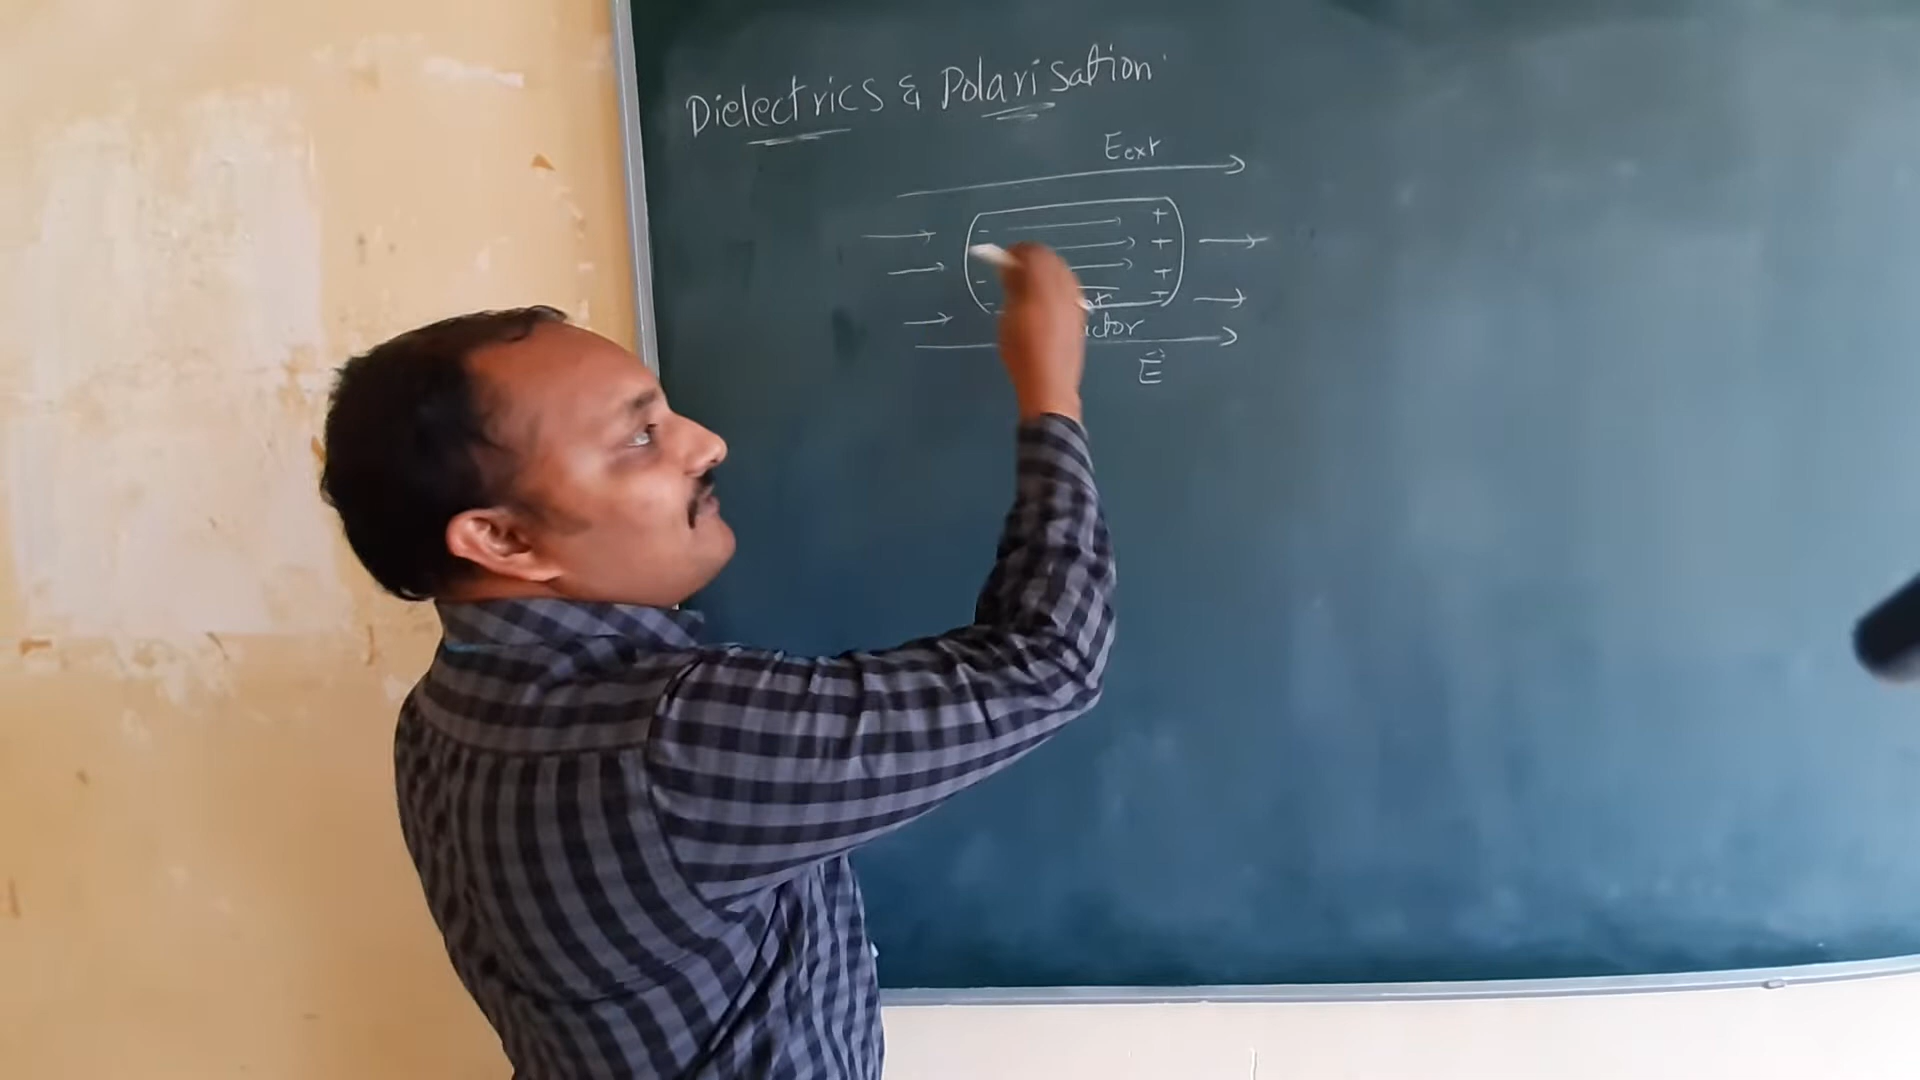 Dielectrics & Polarisation
Eext
- +
+
- +
- +
E